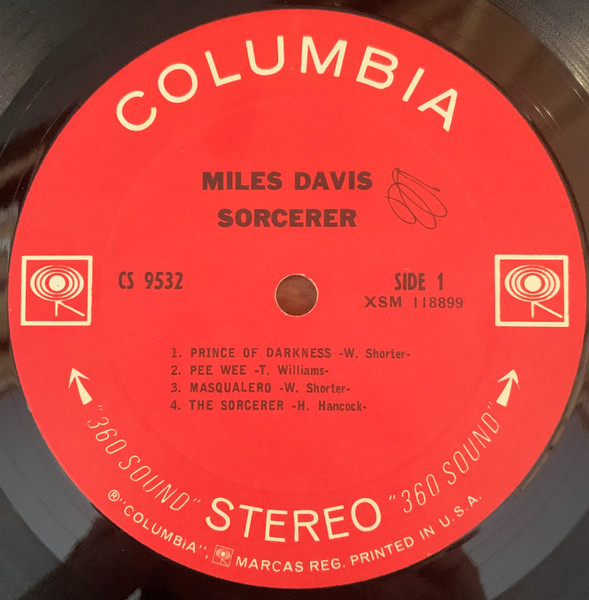 COLUMBIA
MILES DAVIS
SORCERER
CS 9532
SIDE 1
XSM 118899
1. PRINCE OF DARKNESS -W. Shorter-
2. PEE WEE -T. Williams-
3. MASQUALERO -W. Shorter-
4. THE SORCERER -H. Hancock-
"360 SOUND" STEREO "360 SOUND"
®"COLUMBIA", MARCAS REG. PRINTED IN U.S.A.